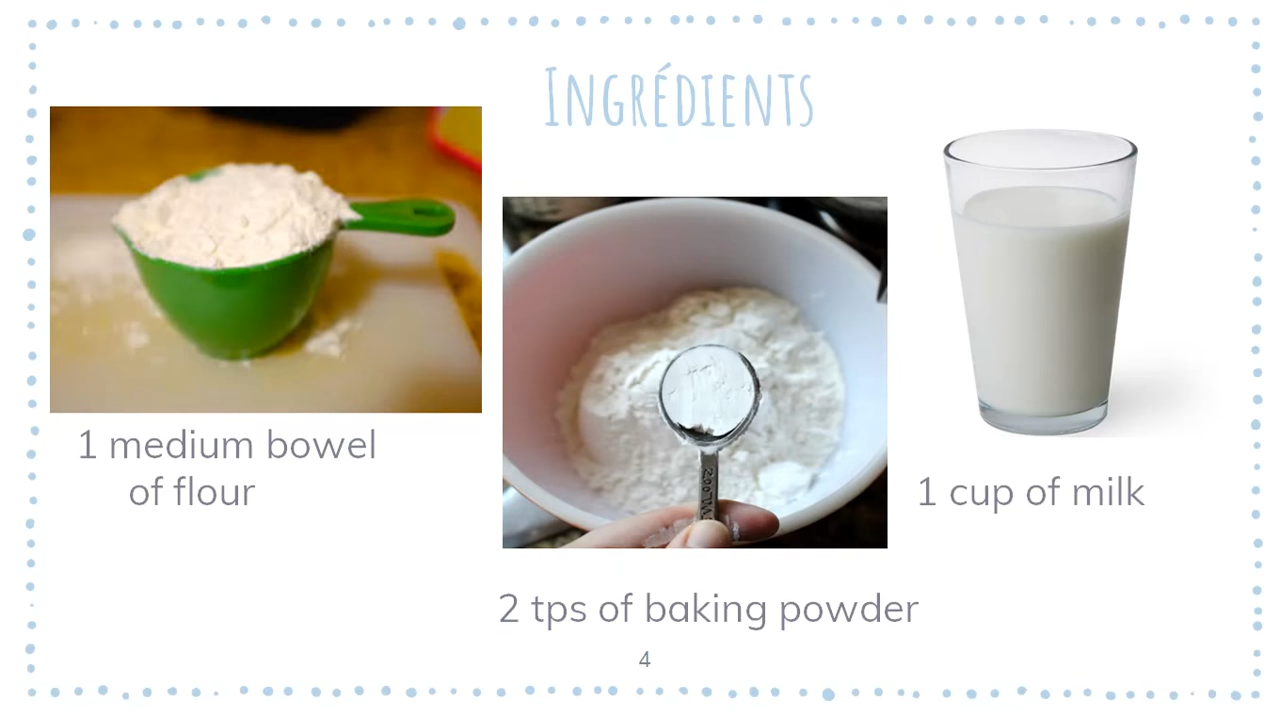 INGRÉDIENTS
1 medium bowel
of flour
1 cup of milk
2 tps of baking powder
4